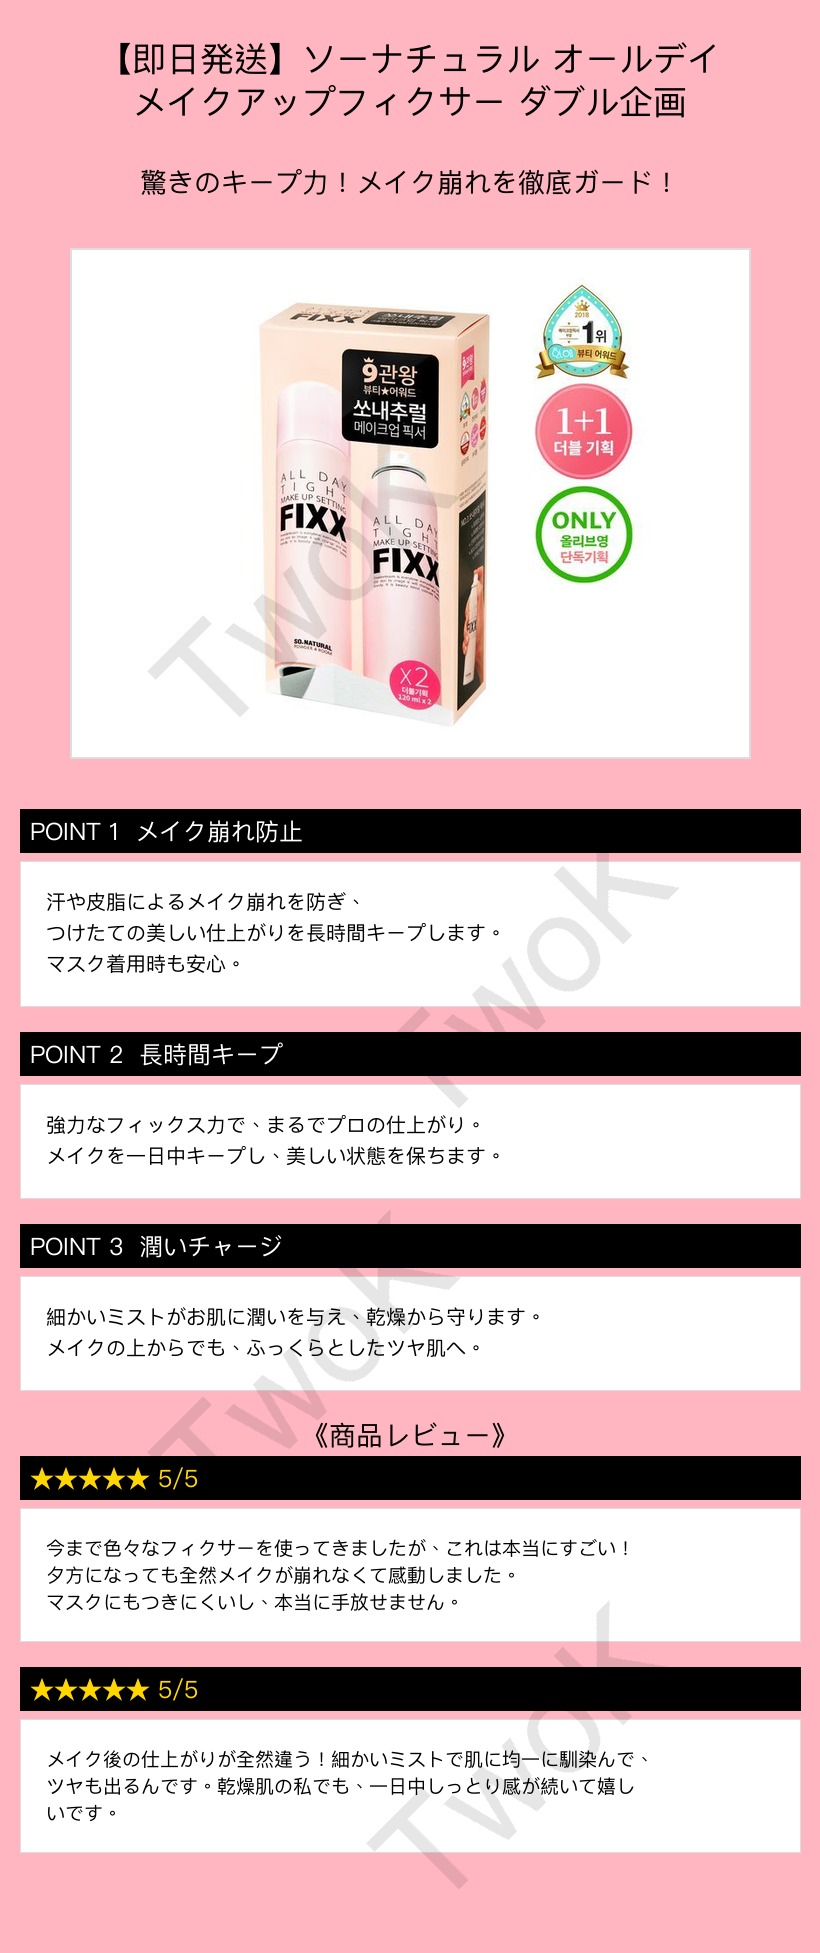 【即日発送】ソーナチュラル オールデイ
メイクアップフィクサー ダブル企画
驚きのキープ力！メイク崩れを徹底ガード！
FIXX
쏘내추럴
9관왕
뷰티★어워드
쏘내추럴
메이크업 픽서
ALL DAY
TIGHT
MAKE UP SETTING
FIXX
SO.NATURAL
POWDER & ROOM
ALL DAY
TIGHT
MAKE UP SETTING
FIXX
X2
더블기획
120 ml x 2
FIXX
2018
1위
뷰티 어워드
1+1
더블 기획
ONLY
올리브영
단독기획
TwoK
POINT 1 メイク崩れ防止
汗や皮脂によるメイク崩れを防ぎ、
つけたての美しい仕上がりを長時間キープします。
マスク着用時も安心。
TwoK
POINT 2 長時間キープ
強力なフィックス力で、まるでプロの仕上がり。
メイクを一日中キープし、美しい状態を保ちます。
POINT 3 潤いチャージ
細かいミストがお肌に潤いを与え、乾燥から守ります。
メイクの上からでも、ふっくらとしたツヤ肌へ。
TwoK
《商品レビュー》
★★★★★ 5/5
今まで色々なフィクサーを使ってきましたが、これは本当にすごい！
夕方になっても全然メイクが崩れなくて感動しました。
マスクにもつきにくいし、本当に手放せません。
★★★★★ 5/5
メイク後の仕上がりが全然違う！細かいミストで肌に均一に馴染んで、
ツヤも出るんです。乾燥肌の私でも、一日中しっとり感が続いて嬉し
いです。
TwoK